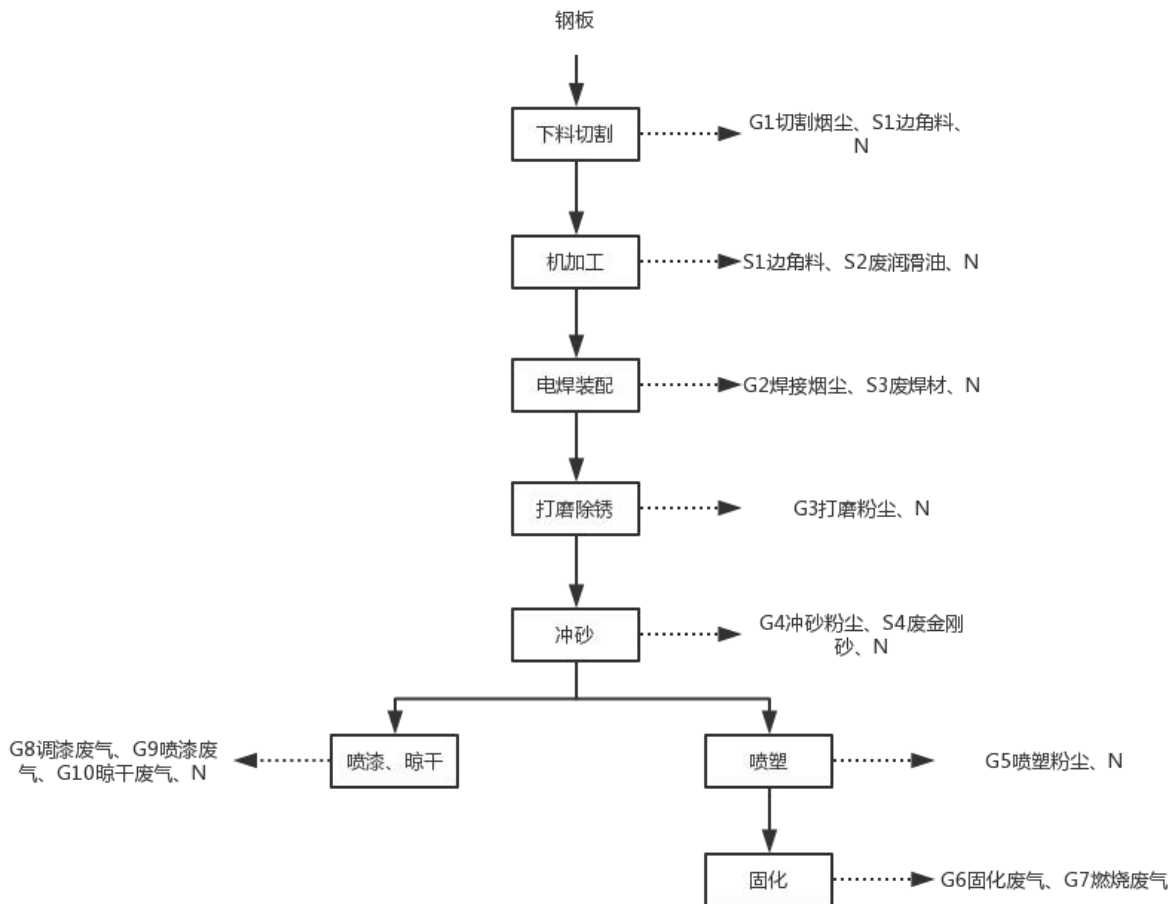 钢板
下料切割
G1切割烟尘、S1边角料、
N
机加工
S1边角料、S2废润滑油、N
电焊装配
G2焊接烟尘、S3废焊材、N
打磨除锈
G3打磨粉尘、N
冲砂
G4冲砂粉尘、S4废金刚
砂、N
G8调漆废气、G9喷漆废
气、G10晾干废气、N
喷漆、晾干
喷塑
G5喷塑粉尘、N
固化
G6固化废气、G7燃烧废气